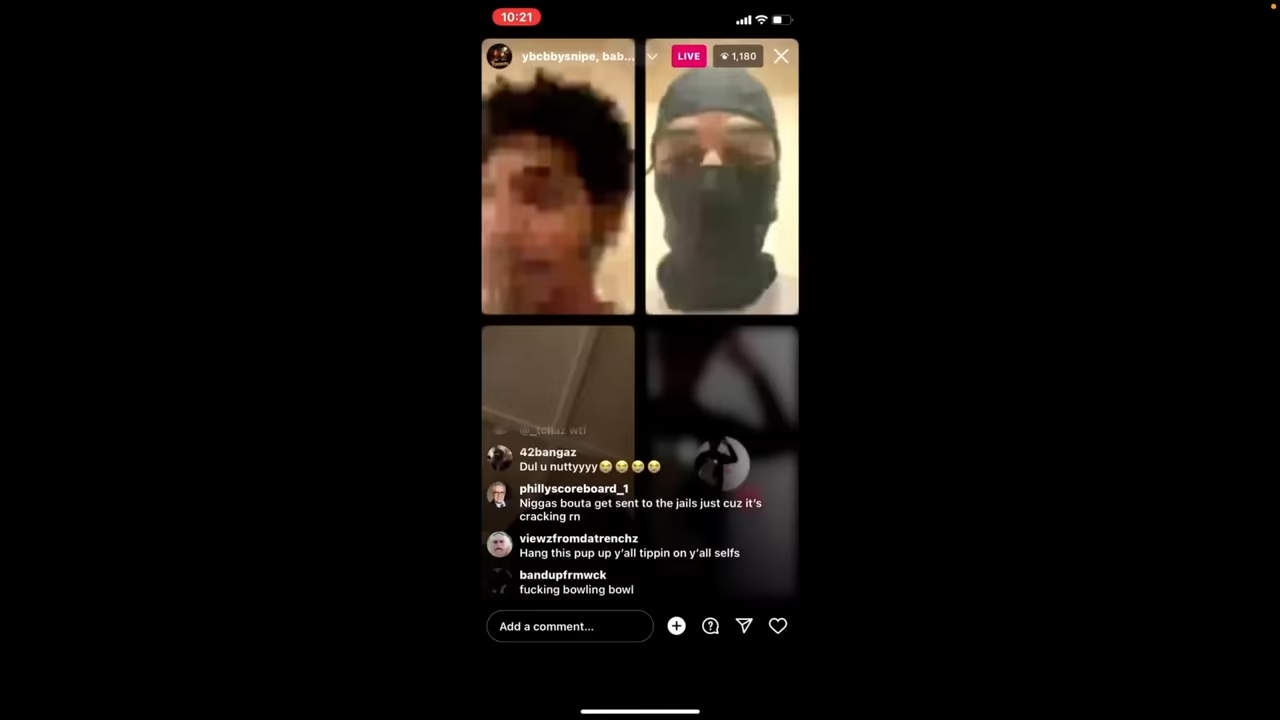 10:21
ybcbbysnipe, bab...
LIVE
1,180
@_tchaz wtf
42bangaz
Dul u nuttyyyy😭😭😭😭
phillyscoreboard_1
Niggas bouta get sent to the jails just cuz it’s
cracking rn
viewzfromdatrenchz
Hang this pup up y’all tippin on y’all selfs
bandupfrmwck
fucking bowling bowl
Add a comment...